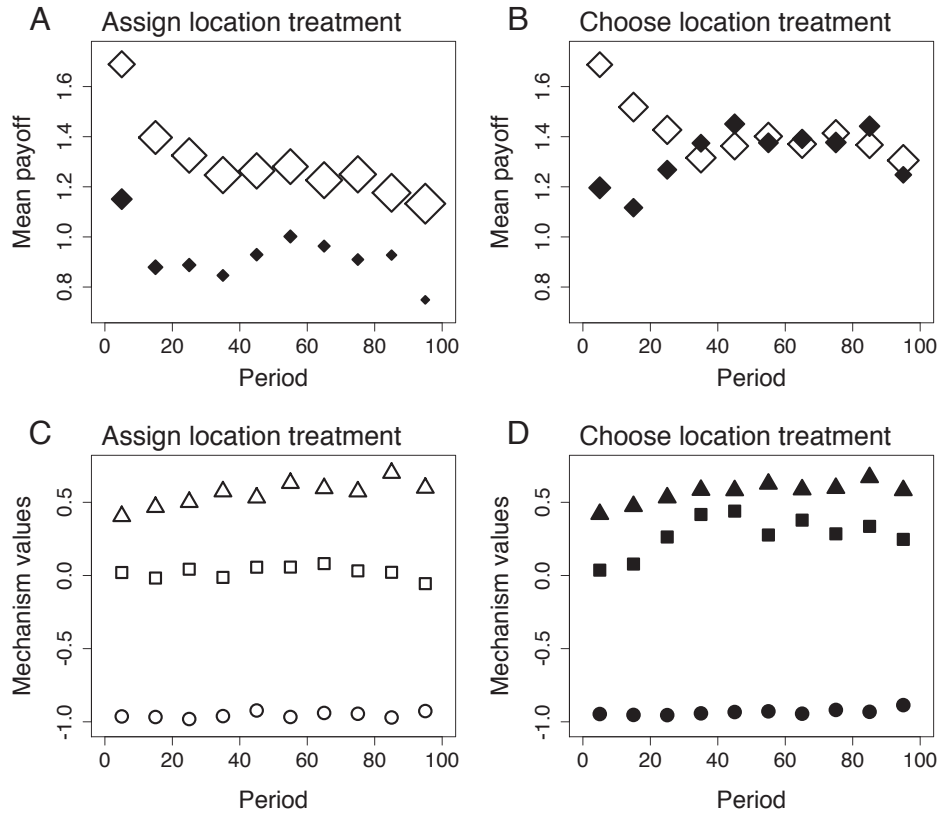 A Assign location treatment
Mean payoff
0.8 1.0 1.2 1.4 1.6
0 20 40 60 80 100
Period
B Choose location treatment
Mean payoff
0.8 1.0 1.2 1.4 1.6
0 20 40 60 80 100
Period
C Assign location treatment
Mechanism values
-1.0 -0.5 0.0 0.5
0 20 40 60 80 100
Period
D Choose location treatment
Mechanism values
-1.0 -0.5 0.0 0.5
0 20 40 60 80 100
Period